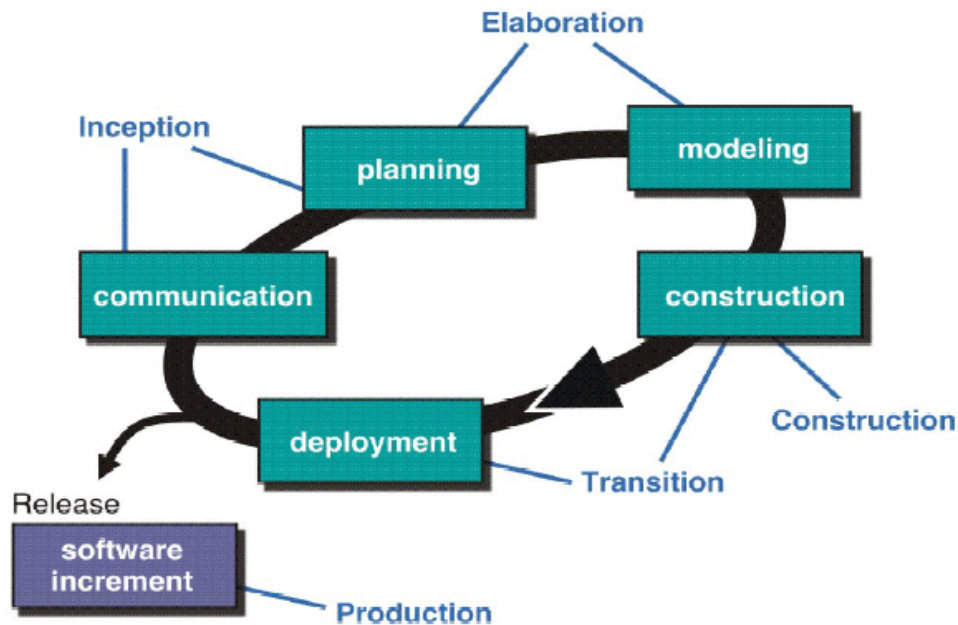 Elaboration
Inception
planning
modeling
communication
construction
deployment
Construction
Transition
Release
software
increment
Production